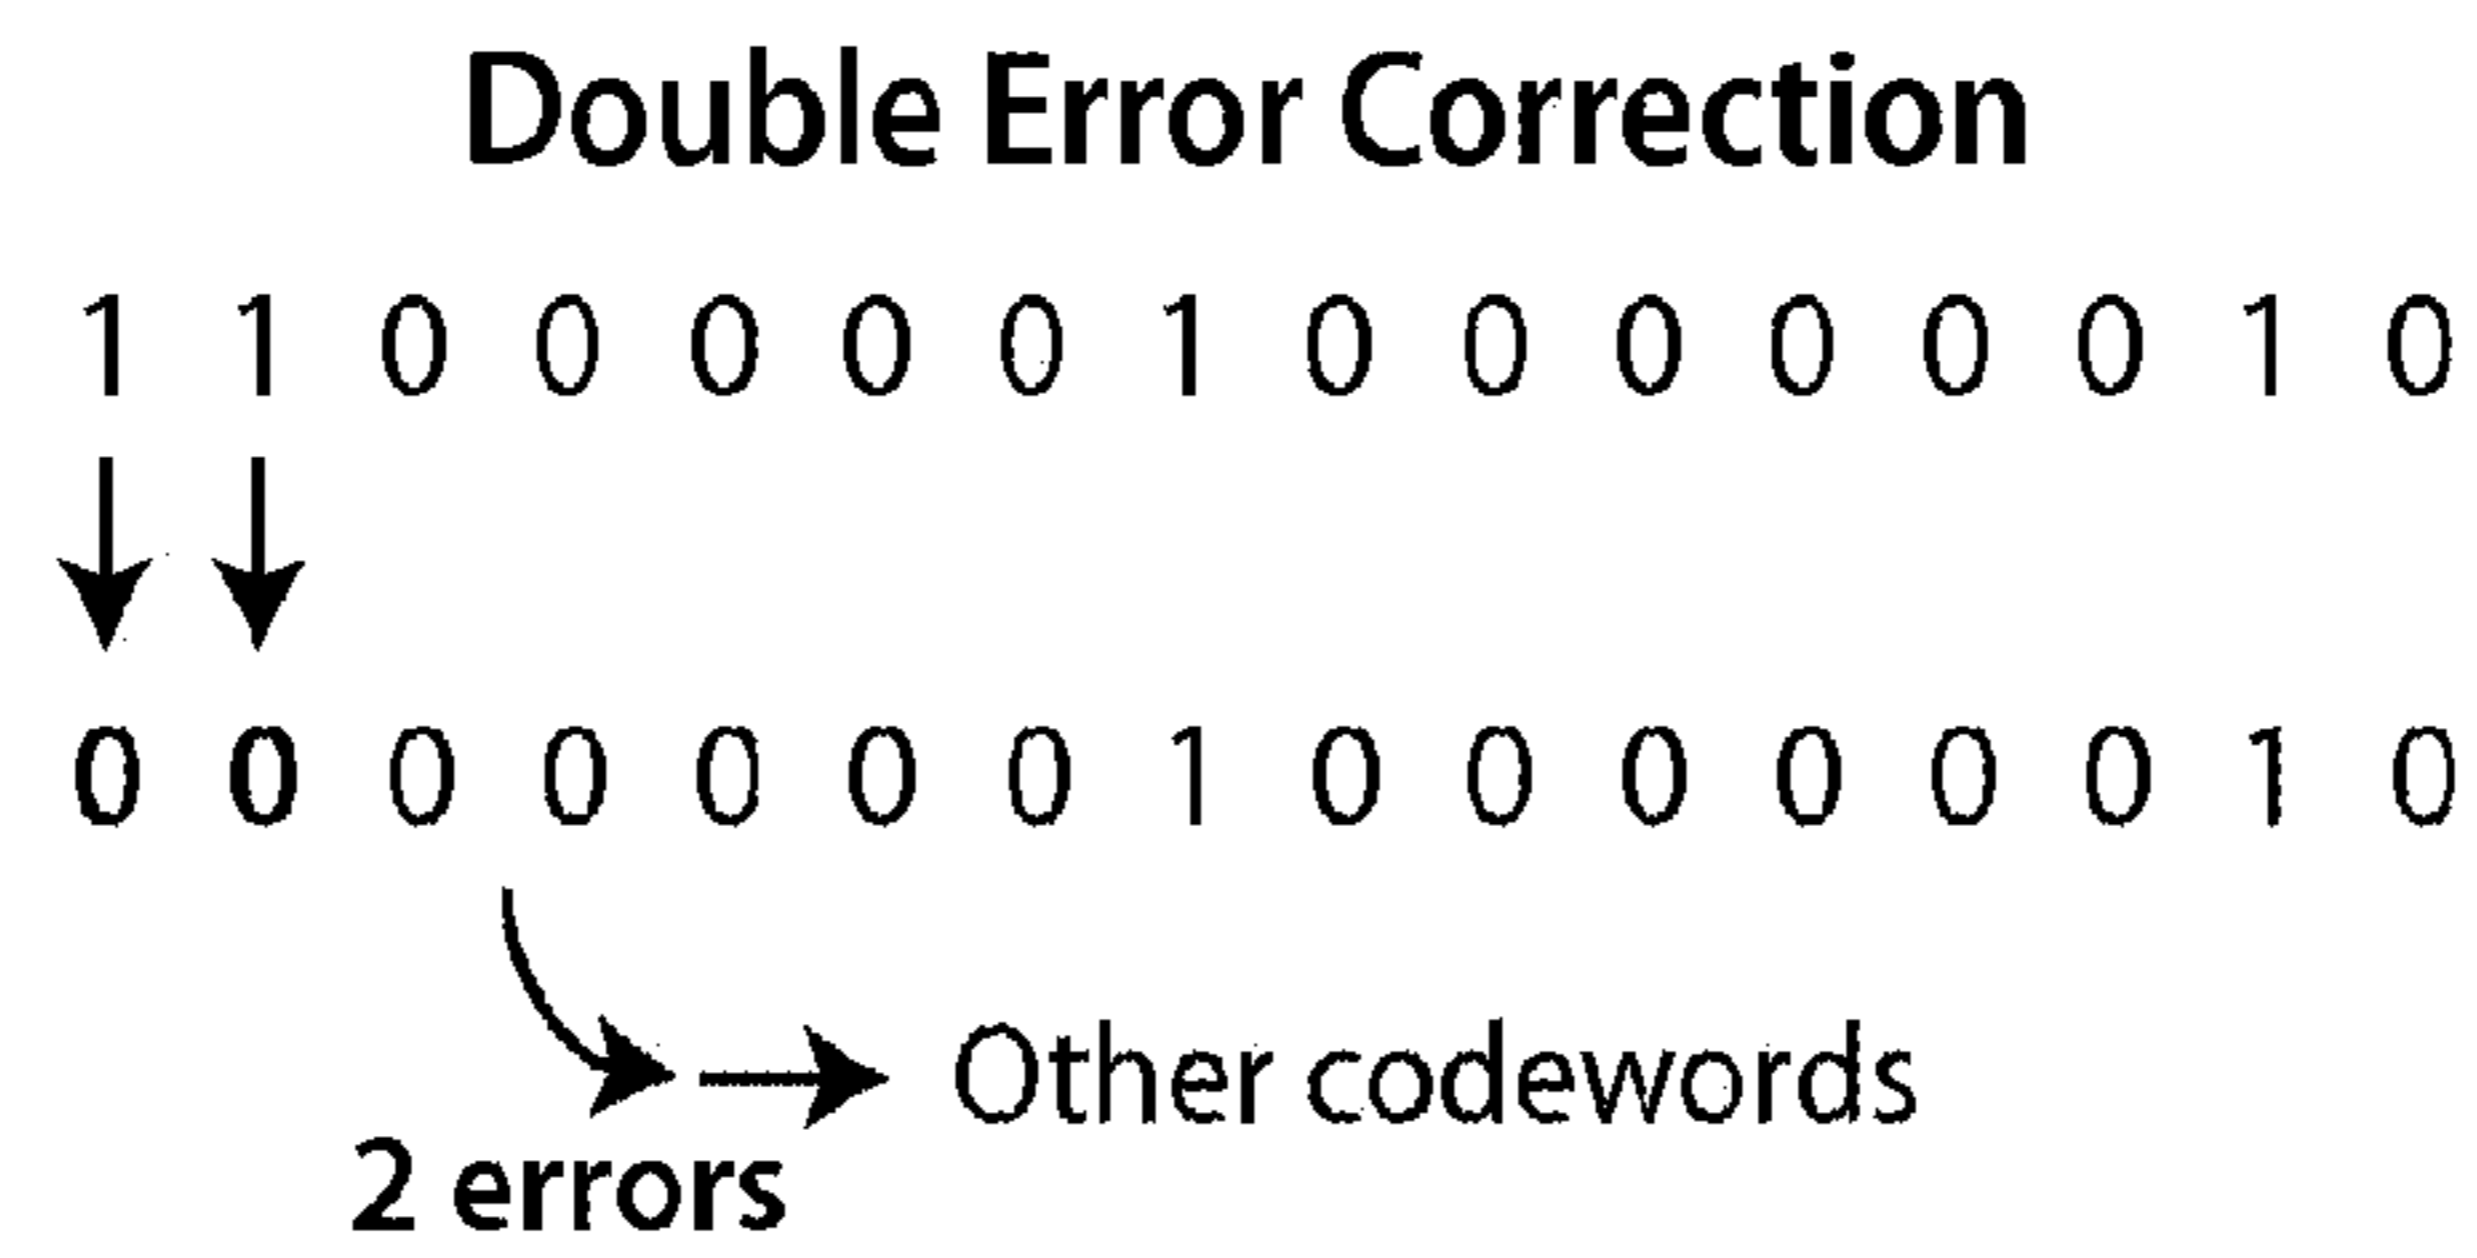 Double Error Correction
1 1 0 0 0 0 0 1 0 0 0 0 0 0 1 0
0 0 0 0 0 0 0 1 0 0 0 0 0 0 1 0
Other codewords
2 errors